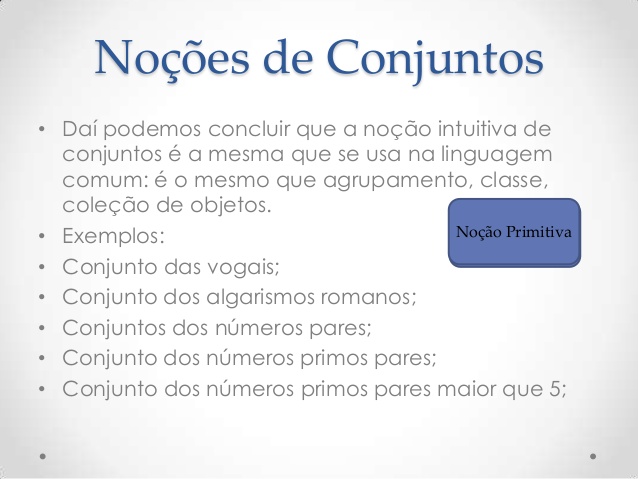 Noções de Conjuntos
• Daí podemos concluir que a noção intuitiva de
conjuntos é a mesma que se usa na linguagem
comum: é o mesmo que agrupamento, classe,
coleção de objetos.
Noção Primitiva
• Exemplos:
• Conjunto das vogais;
• Conjunto dos algarismos romanos;
• Conjuntos dos números pares;
• Conjunto dos números primos pares;
• Conjunto dos números primos pares maior que 5;